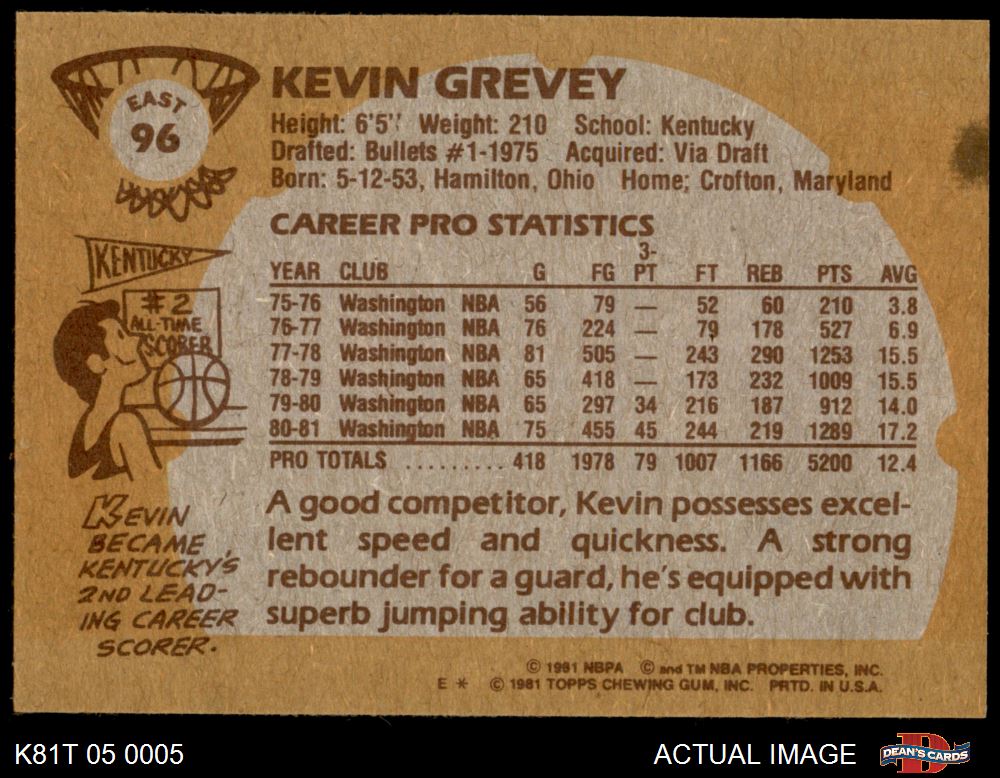 EAST
96
KEVIN GREVEY
Height: 6'5" Weight: 210 School: Kentucky
Drafted: Bullets #1-1975 Acquired: Via Draft
Born: 5-12-53, Hamilton, Ohio Home: Crofton, Maryland
CAREER PRO STATISTICS
YEAR CLUB G FG 3-PT FT REB PTS AVG
75-76 Washington NBA 56 79 — 52 60 210 3.8
76-77 Washington NBA 76 224 — 79 178 527 6.9
77-78 Washington NBA 81 505 — 243 290 1253 15.5
78-79 Washington NBA 65 418 — 173 232 1009 15.5
79-80 Washington NBA 65 297 34 216 187 912 14.0
80-81 Washington NBA 75 455 45 244 219 1289 17.2
PRO TOTALS ......... 418 1978 79 1007 1166 5200 12.4
KENTUCKY
#2
ALL-TIME
SCORER
KEVIN
BECAME
KENTUCKY'S
2ND LEAD-
ING CAREER
SCORER.
A good competitor, Kevin possesses excel-
lent speed and quickness. A strong
rebounder for a guard, he's equipped with
superb jumping ability for club.
© 1981 NBPA © and TM NBA PROPERTIES, INC.
E * © 1981 TOPPS CHEWING GUM, INC. PRTD. IN U.S.A.
K81T 05 0005
ACTUAL IMAGE
D
DEAN'S CARDS